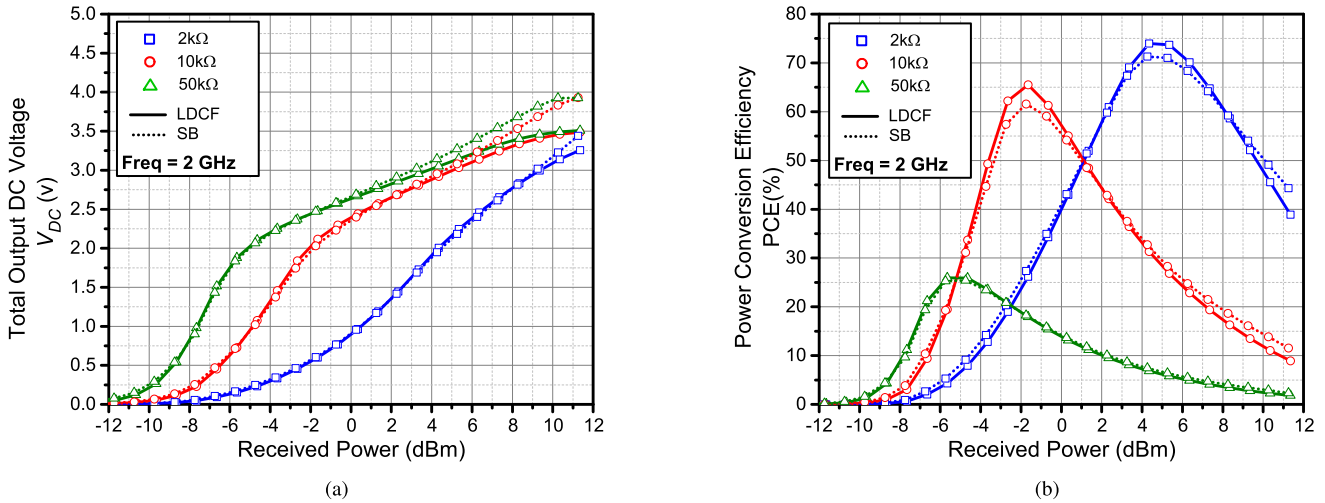 2kΩ
10kΩ
50kΩ
LDCF
SB
Freq = 2 GHz
Total Output DC Voltage
V_DC (v)
4.5 5.0
4.0
3.5
3.0
2.5
2.0
1.5
1.0
0.5
0.0
-12 -10 -8 -6 -4 -2 0 2 4 6 8 10 12
Received Power (dBm)
(a)
2kΩ
10kΩ
50kΩ
LDCF
SB
Freq = 2 GHz
Power Conversion Efficiency
PCE(%)
80
70
60
50
40
30
20
10
0
-12 -10 -8 -6 -4 -2 0 2 4 6 8 10 12
Received Power (dBm)
(b)